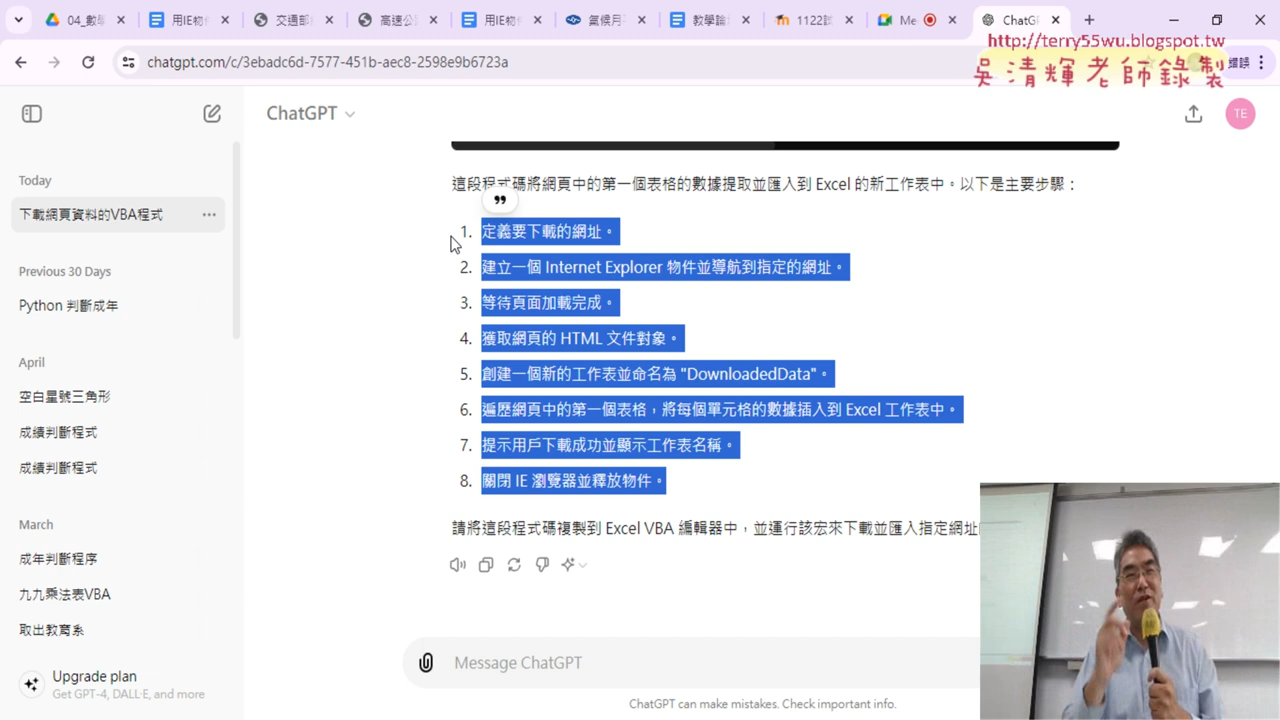 04_數學
用IE物件
交通部
高速公
用IE物件
氣候月
教學論
1122試
Me
ChatGP
http://terry55wu.blogspot.tw
chatgpt.com/c/3ebadc6d-7577-451b-aec8-2598e9b6723a
吳清輝老師錄製
ChatGPT
TE
Today
下載網頁資料的VBA程式
Previous 30 Days
Python 判斷成年
April
空白星號三角形
成績判斷程式
成績判斷程式
March
成年判斷程序
九九乘法表VBA
取出教育系
Upgrade plan
Get GPT-4, DALL·E, and more
這段程式碼將網頁中的第一個表格的數據提取並匯入到 Excel 的新工作表中。以下是主要步驟：
1. 定義要下載的網址。
2. 建立一個 Internet Explorer 物件並導航到指定的網址。
3. 等待頁面加載完成。
4. 獲取網頁的 HTML 文件對象。
5. 創建一個新的工作表並命名為 "DownloadedData"。
6. 遍歷網頁中的第一個表格，將每個單元格的數據插入到 Excel 工作表中。
7. 提示用戶下載成功並顯示工作表名稱。
8. 關閉 IE 瀏覽器並釋放物件。
請將這段程式碼複製到 Excel VBA 編輯器中，並運行該宏來下載並匯入指定網址
Message ChatGPT
ChatGPT can make mistakes. Check important info.